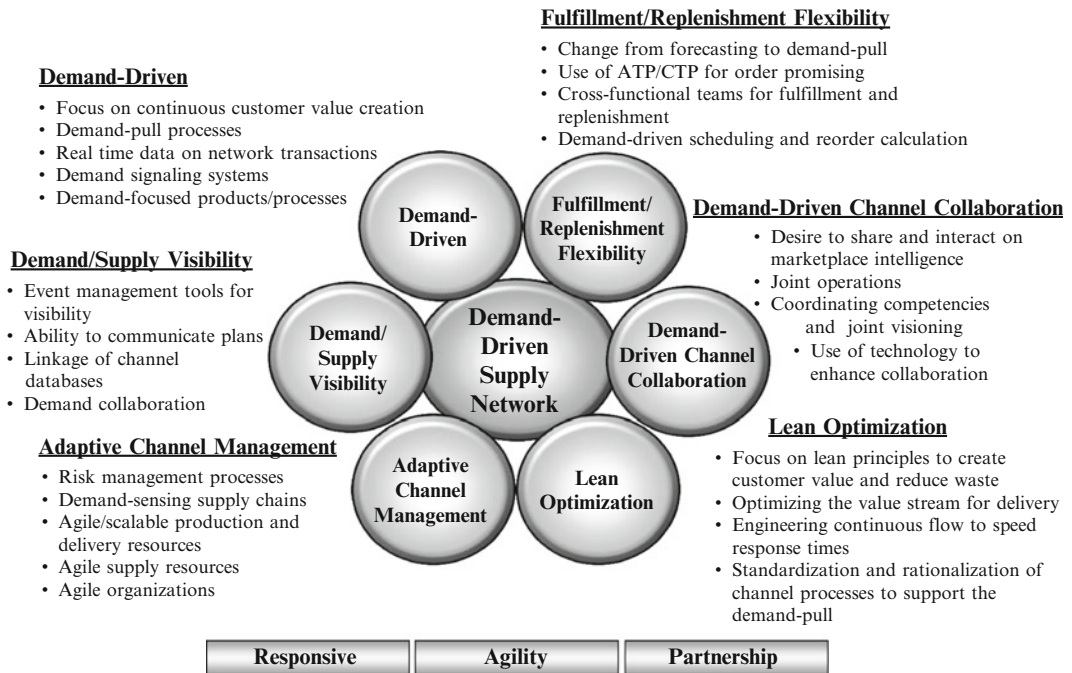 Fulfillment/Replenishment Flexibility
• Change from forecasting to demand-pull
• Use of ATP/CTP for order promising
• Cross-functional teams for fulfillment and
replenishment
• Demand-driven scheduling and reorder calculation
Demand-Driven
• Focus on continuous customer value creation
• Demand-pull processes
• Real time data on network transactions
• Demand signaling systems
• Demand-focused products/processes
Demand-
Driven
Fulfillment/
Replenishment
Flexibility
Demand-Driven Channel Collaboration
• Desire to share and interact on
marketplace intelligence
• Joint operations
• Coordinating competencies
and joint visioning
• Use of technology to
enhance collaboration
Demand/Supply Visibility
• Event management tools for
visibility
• Ability to communicate plans
• Linkage of channel
databases
• Demand collaboration
Demand/
Supply
Visibility
Demand-
Driven
Supply
Network
Demand-
Driven Channel
Collaboration
Adaptive Channel Management
• Risk management processes
• Demand-sensing supply chains
• Agile/scalable production and
delivery resources
• Agile supply resources
• Agile organizations
Adaptive
Channel
Management
Lean
Optimization
Lean Optimization
• Focus on lean principles to create
customer value and reduce waste
• Optimizing the value stream for delivery
• Engineering continuous flow to speed
response times
• Standardization and rationalization of
channel processes to support the
demand-pull
Responsive
Agility
Partnership